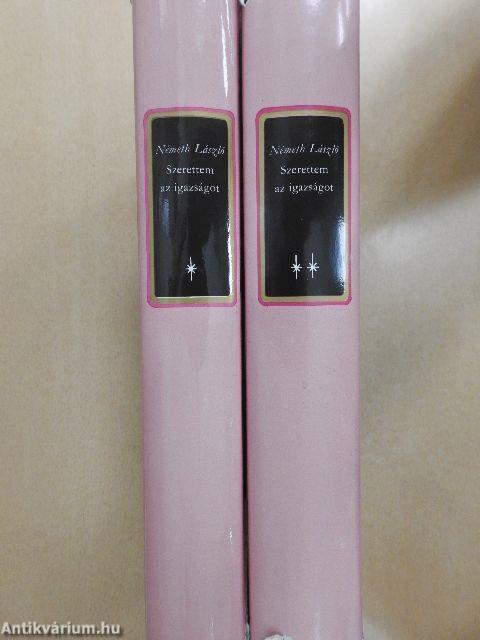 Németh László
Szerettem
az igazságot
Németh László
Szerettem
az igazságot
Antikvárium.hu